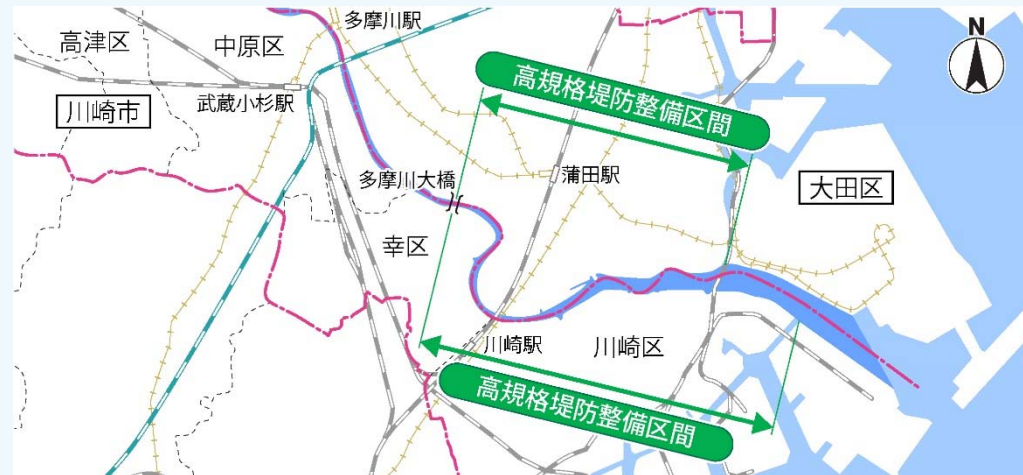 多摩川駅
N
高津区
中原区
高規格堤防整備区間
武蔵小杉駅
川崎市
多摩川大橋
蒲田駅
大田区
幸区
川崎駅
川崎区
高規格堤防整備区間